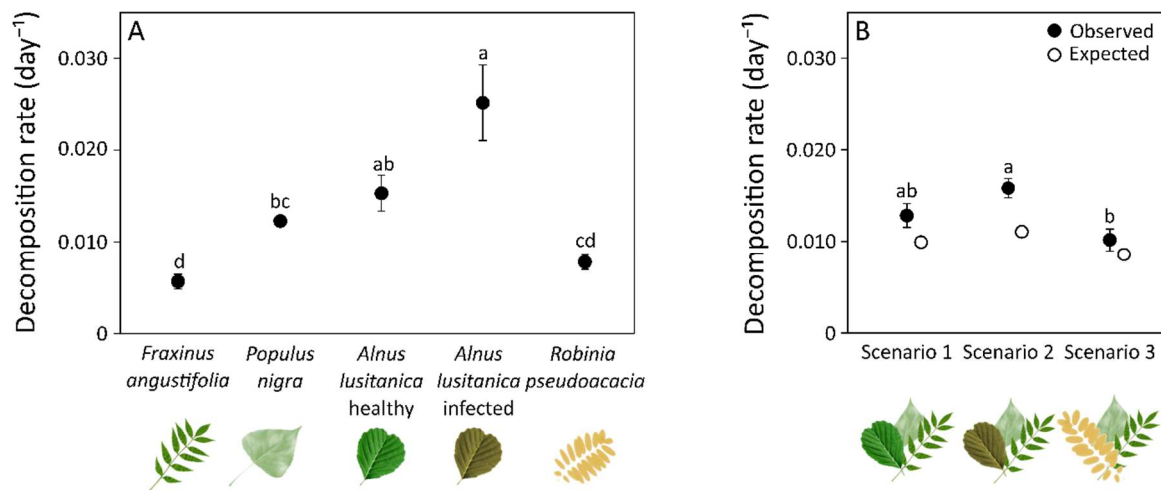 A
Decomposition rate (day⁻¹)
0.030
0.020
0.010
0
d
bc
ab
a
cd
Fraxinus angustifolia
Populus nigra
Alnus lusitanica healthy
Alnus lusitanica infected
Robinia pseudoacacia
B
Observed
Expected
Decomposition rate (day⁻¹)
0.030
0.020
0.010
0
ab
a
b
Scenario 1
Scenario 2
Scenario 3